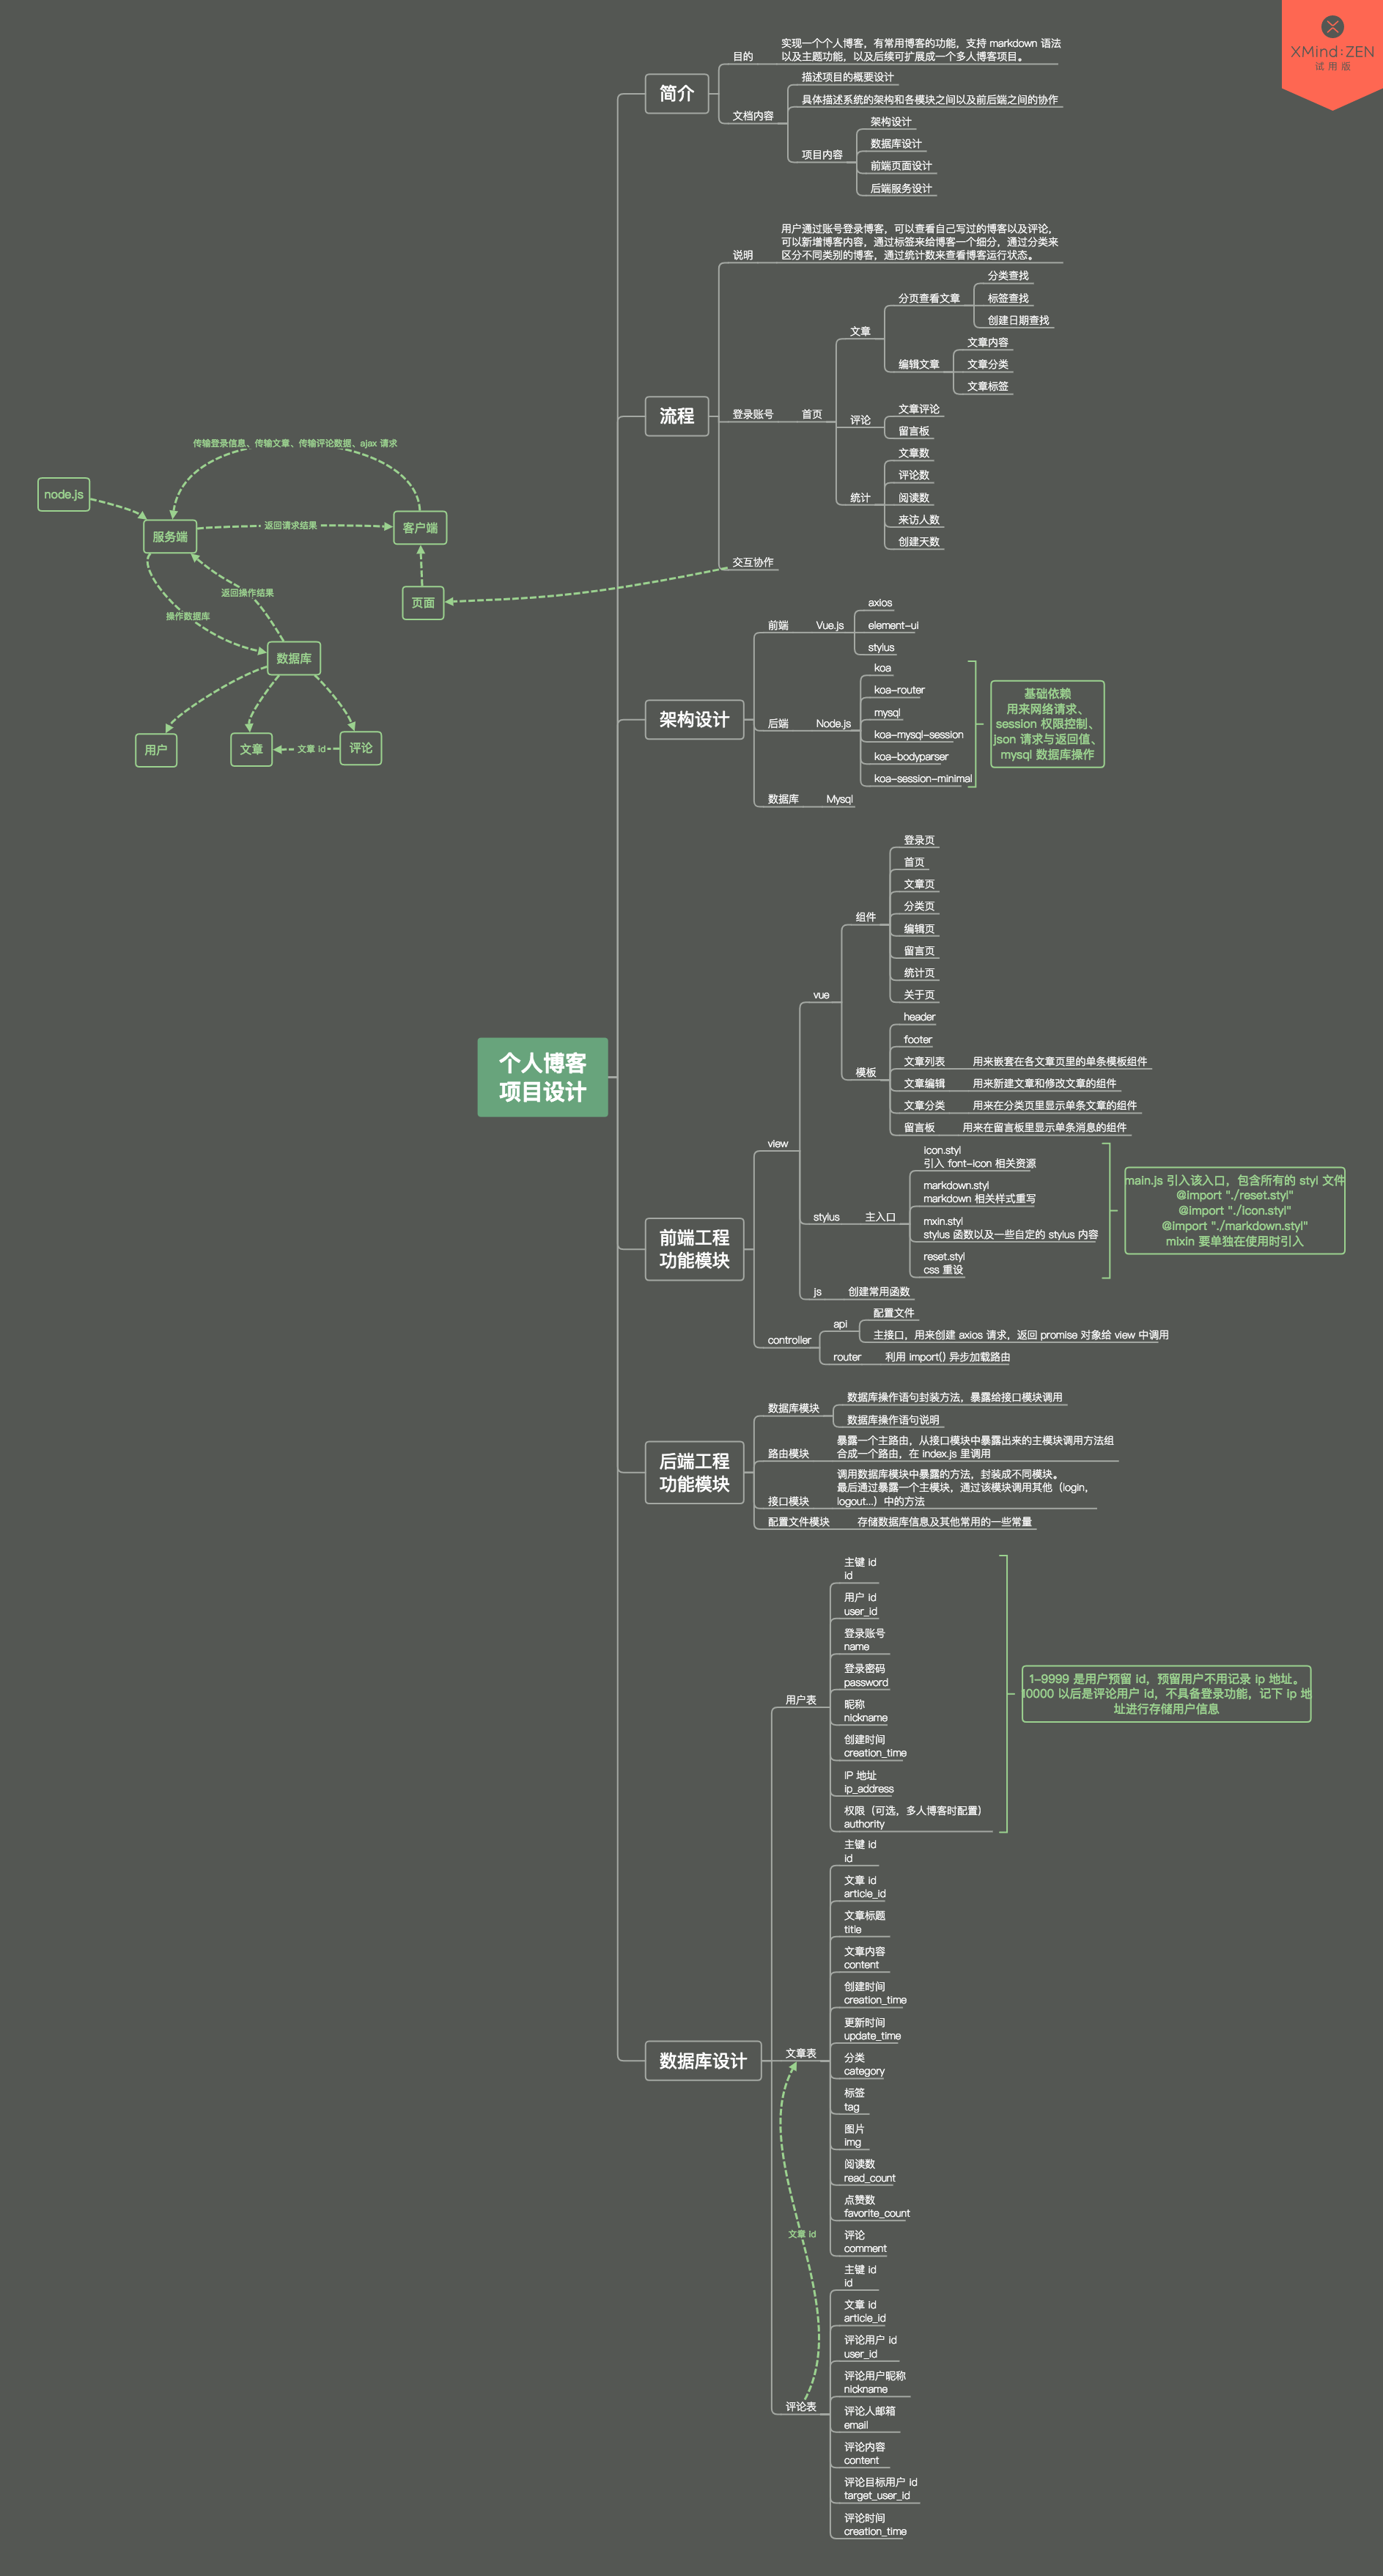 XMind:ZEN
试用版
个人博客
项目设计
简介
目的
实现一个个人博客，有常用博客的功能，支持 markdown 语法
以及主题功能，以及后续可扩展成一个多人博客项目。
文档内容
描述项目的概要设计
具体描述系统的架构和各模块之间以及前后端之间的协作
项目内容
架构设计
数据库设计
前端页面设计
后端服务设计
流程
说明
用户通过账号登录博客，可以查看自己写过的博客以及评论，
可以新增博客内容，通过标签来给博客一个细分，通过分类来
区分不同类别的博客，通过统计数来查看博客运行状态。
登录账号
首页
文章
分页查看文章
分类查找
标签查找
创建日期查找
编辑文章
文章内容
文章分类
文章标签
评论
文章评论
留言板
统计
文章数
评论数
阅读数
来访人数
创建天数
交互协作
传输登录信息、传输文章、传输评论数据、ajax 请求
node.js
服务端
返回请求结果
客户端
页面
返回操作结果
操作数据库
数据库
用户
文章
文章 id
评论
架构设计
前端
Vue.js
axios
element-ui
stylus
后端
Node.js
koa
koa-router
mysql
koa-mysql-session
koa-bodyparser
koa-session-minimal
基础依赖
用来网络请求、
session 权限控制、
json 请求与返回值、
mysql 数据库操作
数据库
Mysql
前端工程
功能模块
view
vue
组件
登录页
首页
文章页
分类页
编辑页
留言页
统计页
关于页
模板
header
footer
文章列表
用来嵌套在各文章页里的单条模板组件
文章编辑
用来新建文章和修改文章的组件
文章分类
用来在分类页里显示单条文章的组件
留言板
用来在留言板里显示单条消息的组件
stylus
主入口
icon.styl
引入 font-icon 相关资源
markdown.styl
markdown 相关样式重写
mxin.styl
stylus 函数以及一些自定的 stylus 内容
reset.styl
css 重设
main.js 引入该入口，包含所有的 styl 文件
@import "./reset.styl"
@import "./icon.styl"
@import "./markdown.styl"
mixin 要单独在使用时引入
js
创建常用函数
controller
api
配置文件
主接口，用来创建 axios 请求，返回 promise 对象给 view 中调用
router
利用 import() 异步加载路由
后端工程
功能模块
数据库模块
数据库操作语句封装方法，暴露给接口模块调用
数据库操作语句说明
路由模块
暴露一个主路由，从接口模块中暴露出来的主模块调用方法组
合成一个路由，在 index.js 里调用
接口模块
调用数据库模块中暴露的方法，封装成不同模块。
最后通过暴露一个主模块，通过该模块调用其他（login，
logout...）中的方法
配置文件模块
存储数据库信息及其他常用的一些常量
数据库设计
用户表
主键 id
id
用户 id
user_id
登录账号
name
登录密码
password
昵称
nickname
创建时间
creation_time
IP 地址
ip_address
权限（可选，多人博客时配置）
authority
1-9999 是用户预留 id，预留用户不用记录 ip 地址。
10000 以后是评论用户 id，不具备登录功能，记下 ip 地
址进行存储用户信息
文章表
主键 id
id
文章 id
article_id
文章标题
title
文章内容
content
创建时间
creation_time
更新时间
update_time
分类
category
标签
tag
图片
img
阅读数
read_count
点赞数
favorite_count
评论
comment
文章 id
评论表
主键 id
id
文章 id
article_id
评论用户 id
user_id
评论用户昵称
nickname
评论人邮箱
email
评论内容
content
评论目标用户 id
target_user_id
评论时间
creation_time